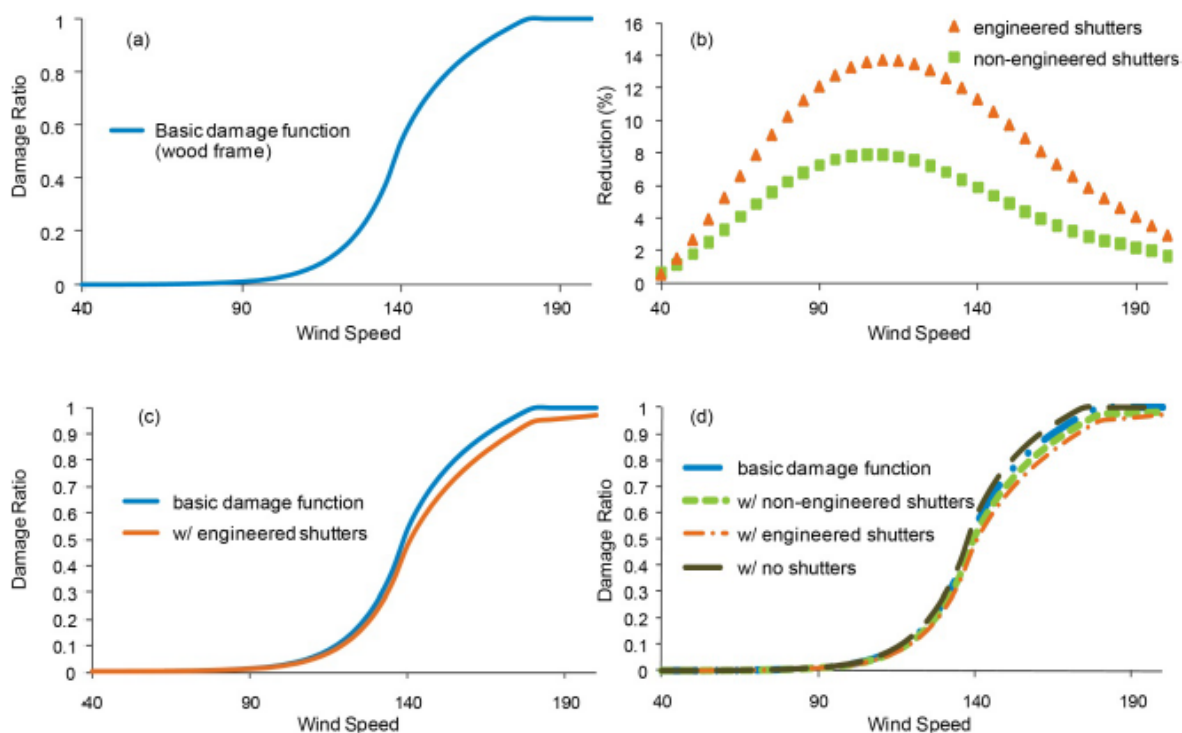 (a)
Damage Ratio
1
0.8
0.6
0.4
0.2
0
Basic damage function
(wood frame)
40
90
140
190
Wind Speed
(b)
Reduction (%)
16
14
12
10
8
6
4
2
0
engineered shutters
non-engineered shutters
40
90
140
190
Wind Speed
(c)
Damage Ratio
1
0.9
0.8
0.7
0.6
0.5
0.4
0.3
0.2
0.1
0
basic damage function
w/ engineered shutters
40
90
140
190
Wind Speed
(d)
Damage Ratio
1
0.9
0.8
0.7
0.6
0.5
0.4
0.3
0.2
0.1
0
basic damage function
w/ non-engineered shutters
w/ engineered shutters
w/ no shutters
40
90
140
190
Wind Speed